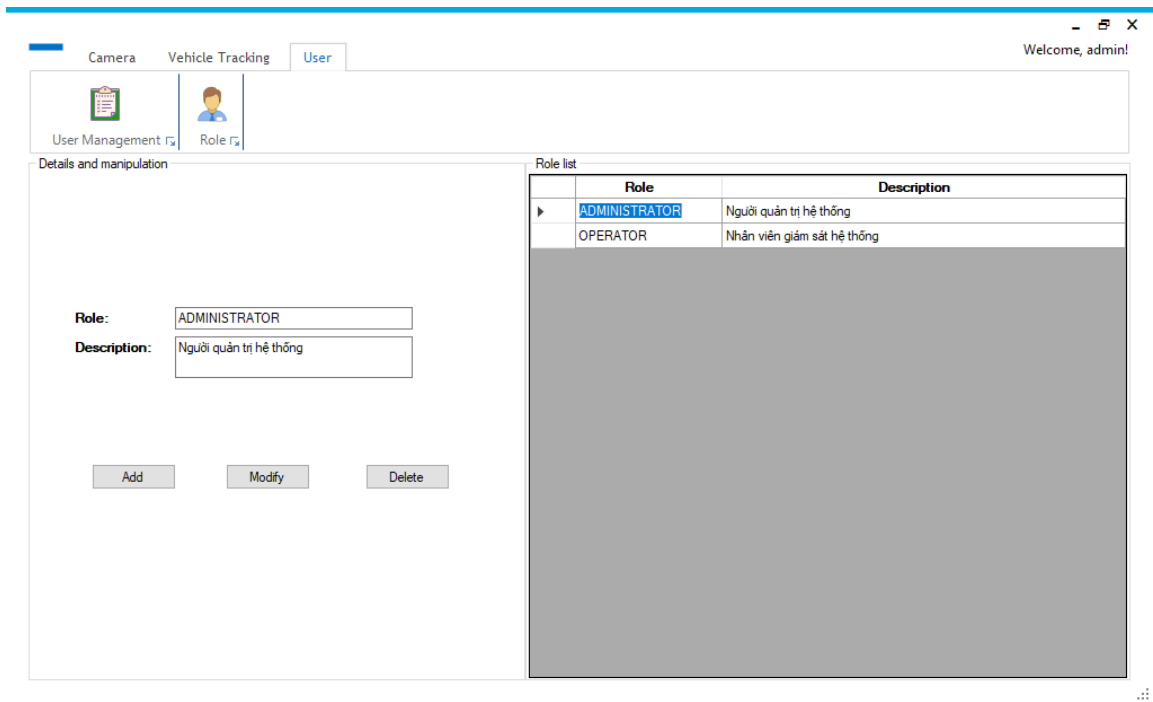 Welcome, admin!
Camera Vehicle Tracking User
User Management Role
Details and manipulation
Role: ADMINISTRATOR
Description: Người quản trị hệ thống
Add Modify Delete
Role list
Role Description
ADMINISTRATOR Người quản trị hệ thống
OPERATOR Nhân viên giám sát hệ thống